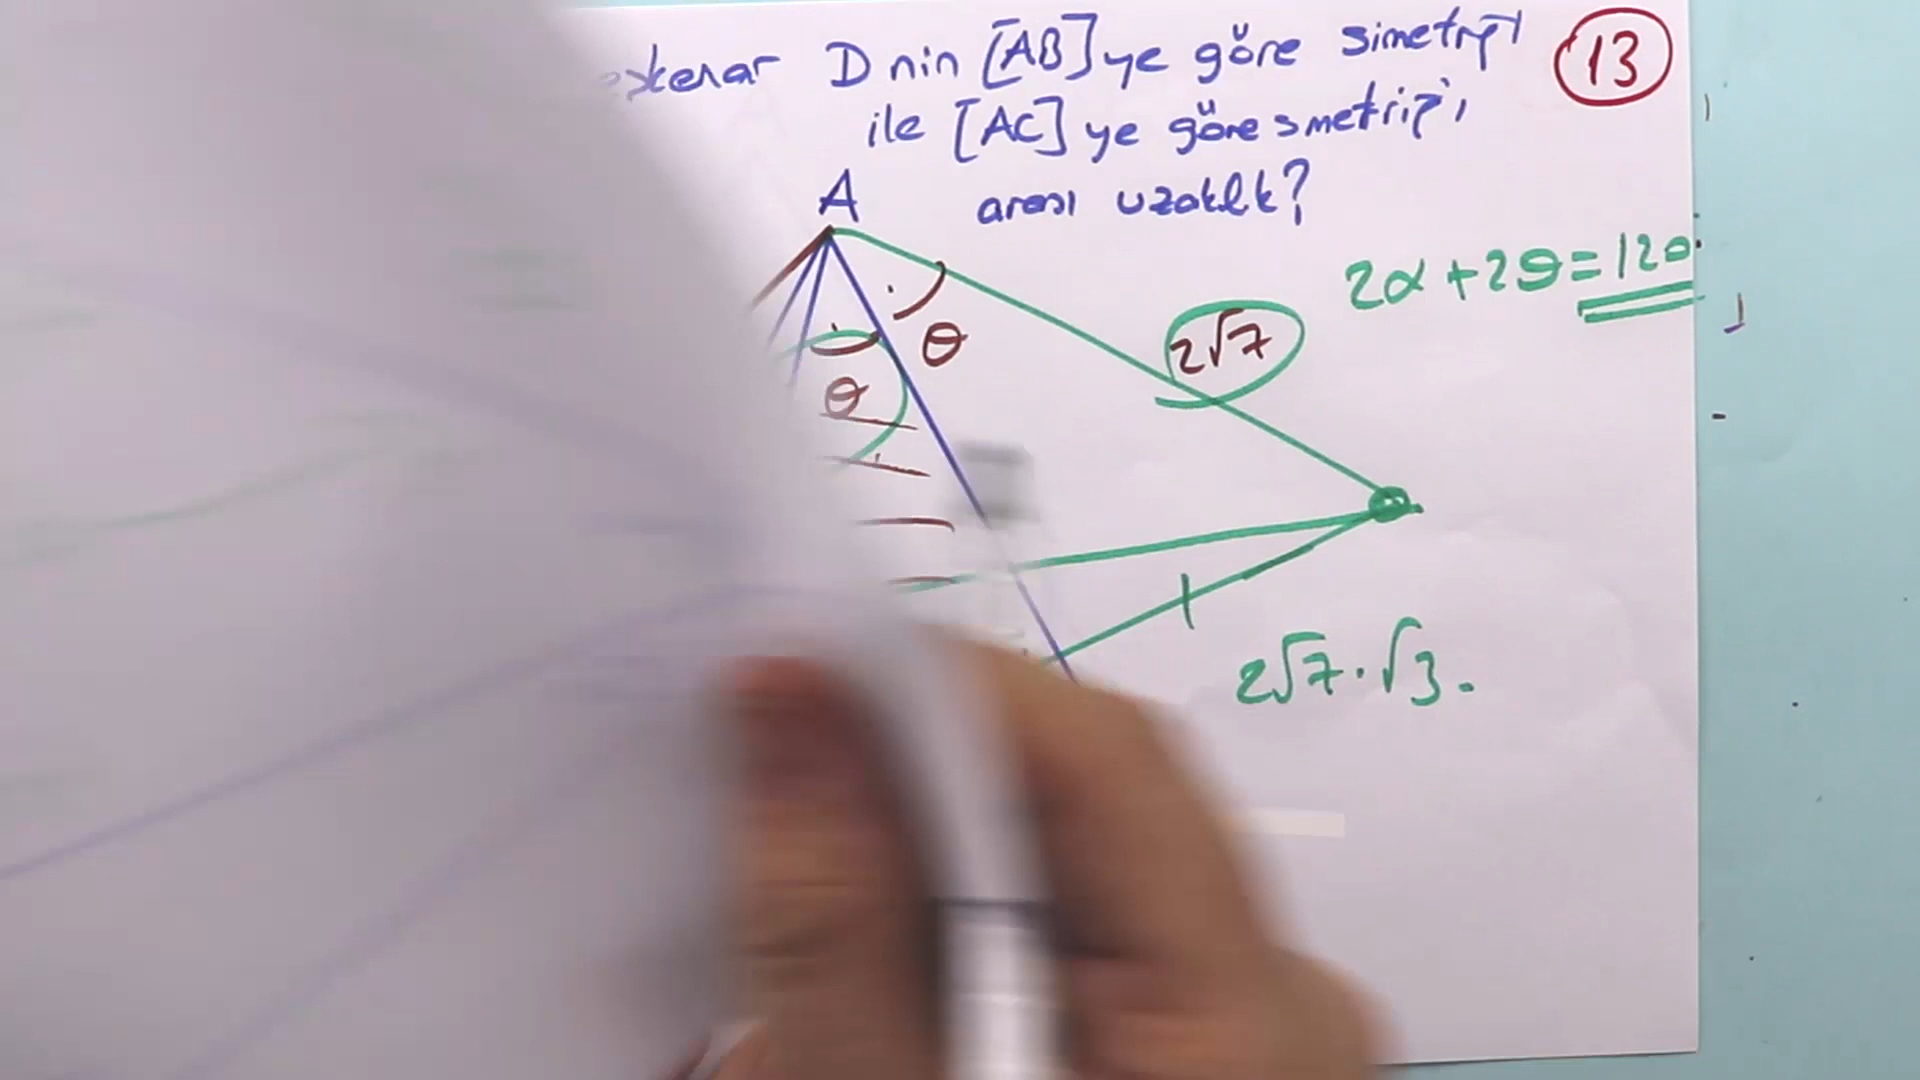 D nin [AB] ye göre simetriği 13
ile [AC] ye göre smetriği
arası uzaklık?
A
2α + 2θ = 120
2√7
θ
θ
2√7 . √3 .